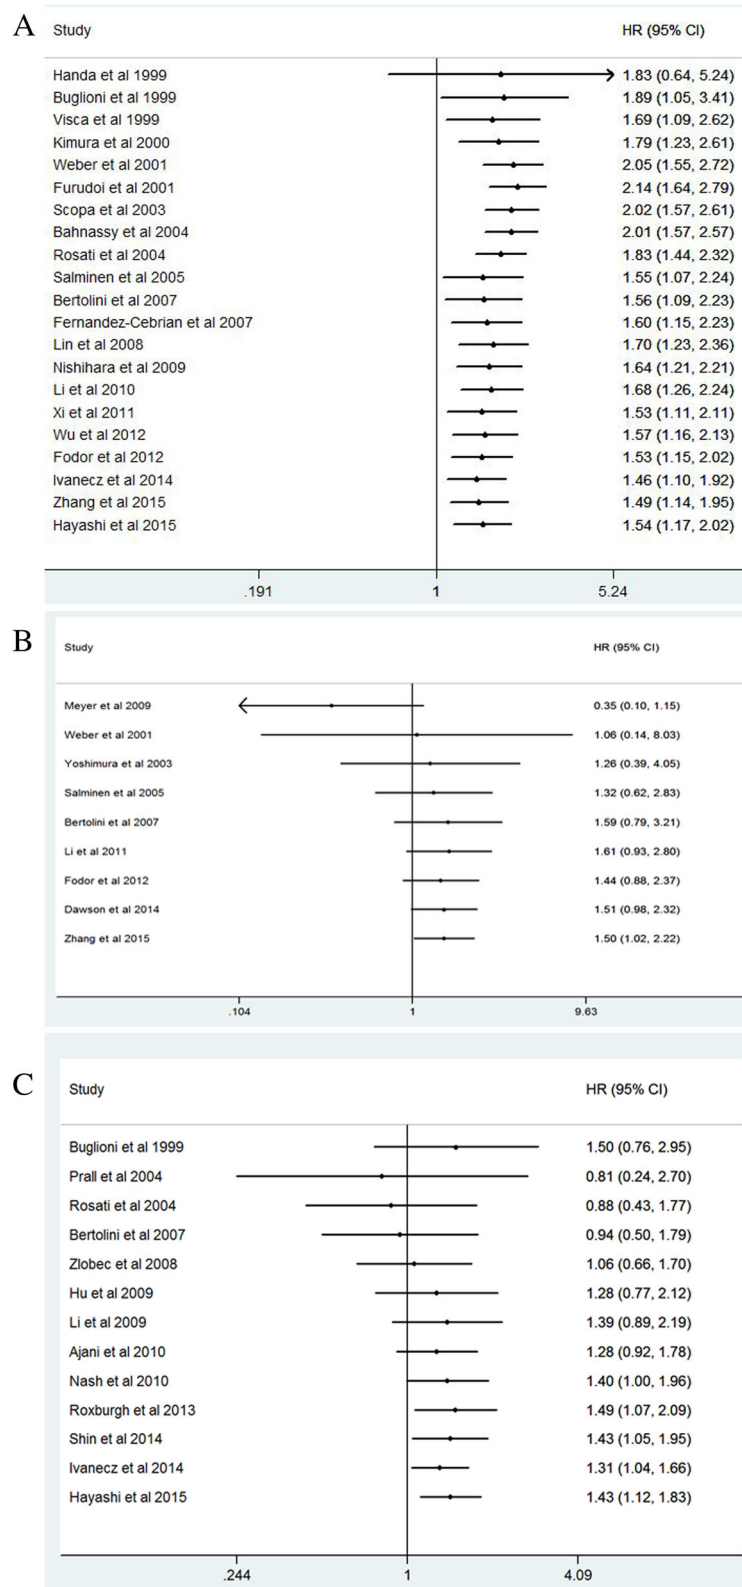 A
Study HR (95% CI)
Handa et al 1999 1.83 (0.64, 5.24)
Buglioni et al 1999 1.89 (1.05, 3.41)
Visca et al 1999 1.69 (1.09, 2.62)
Kimura et al 2000 1.79 (1.23, 2.61)
Weber et al 2001 2.05 (1.55, 2.72)
Furudoi et al 2001 2.14 (1.64, 2.79)
Scopa et al 2003 2.02 (1.57, 2.61)
Bahnassy et al 2004 2.01 (1.57, 2.57)
Rosati et al 2004 1.83 (1.44, 2.32)
Salminen et al 2005 1.55 (1.07, 2.24)
Bertolini et al 2007 1.56 (1.09, 2.23)
Fernandez-Cebrian et al 2007 1.60 (1.15, 2.23)
Lin et al 2008 1.70 (1.23, 2.36)
Nishihara et al 2009 1.64 (1.21, 2.21)
Li et al 2010 1.68 (1.26, 2.24)
Xi et al 2011 1.53 (1.11, 2.11)
Wu et al 2012 1.57 (1.16, 2.13)
Fodor et al 2012 1.53 (1.15, 2.02)
Ivanecz et al 2014 1.46 (1.10, 1.92)
Zhang et al 2015 1.49 (1.14, 1.95)
Hayashi et al 2015 1.54 (1.17, 2.02)
.191 1 5.24
B
Study HR (95% CI)
Meyer et al 2009 0.35 (0.10, 1.15)
Weber et al 2001 1.06 (0.14, 8.03)
Yoshimura et al 2003 1.26 (0.39, 4.05)
Salminen et al 2005 1.32 (0.62, 2.83)
Bertolini et al 2007 1.59 (0.79, 3.21)
Li et al 2011 1.61 (0.93, 2.80)
Fodor et al 2012 1.44 (0.88, 2.37)
Dawson et al 2014 1.51 (0.98, 2.32)
Zhang et al 2015 1.50 (1.02, 2.22)
.104 1 9.63
C
Study HR (95% CI)
Buglioni et al 1999 1.50 (0.76, 2.95)
Prall et al 2004 0.81 (0.24, 2.70)
Rosati et al 2004 0.88 (0.43, 1.77)
Bertolini et al 2007 0.94 (0.50, 1.79)
Zlobec et al 2008 1.06 (0.66, 1.70)
Hu et al 2009 1.28 (0.77, 2.12)
Li et al 2009 1.39 (0.89, 2.19)
Ajani et al 2010 1.28 (0.92, 1.78)
Nash et al 2010 1.40 (1.00, 1.96)
Roxburgh et al 2013 1.49 (1.07, 2.09)
Shin et al 2014 1.43 (1.05, 1.95)
Ivanecz et al 2014 1.31 (1.04, 1.66)
Hayashi et al 2015 1.43 (1.12, 1.83)
.244 1 4.09